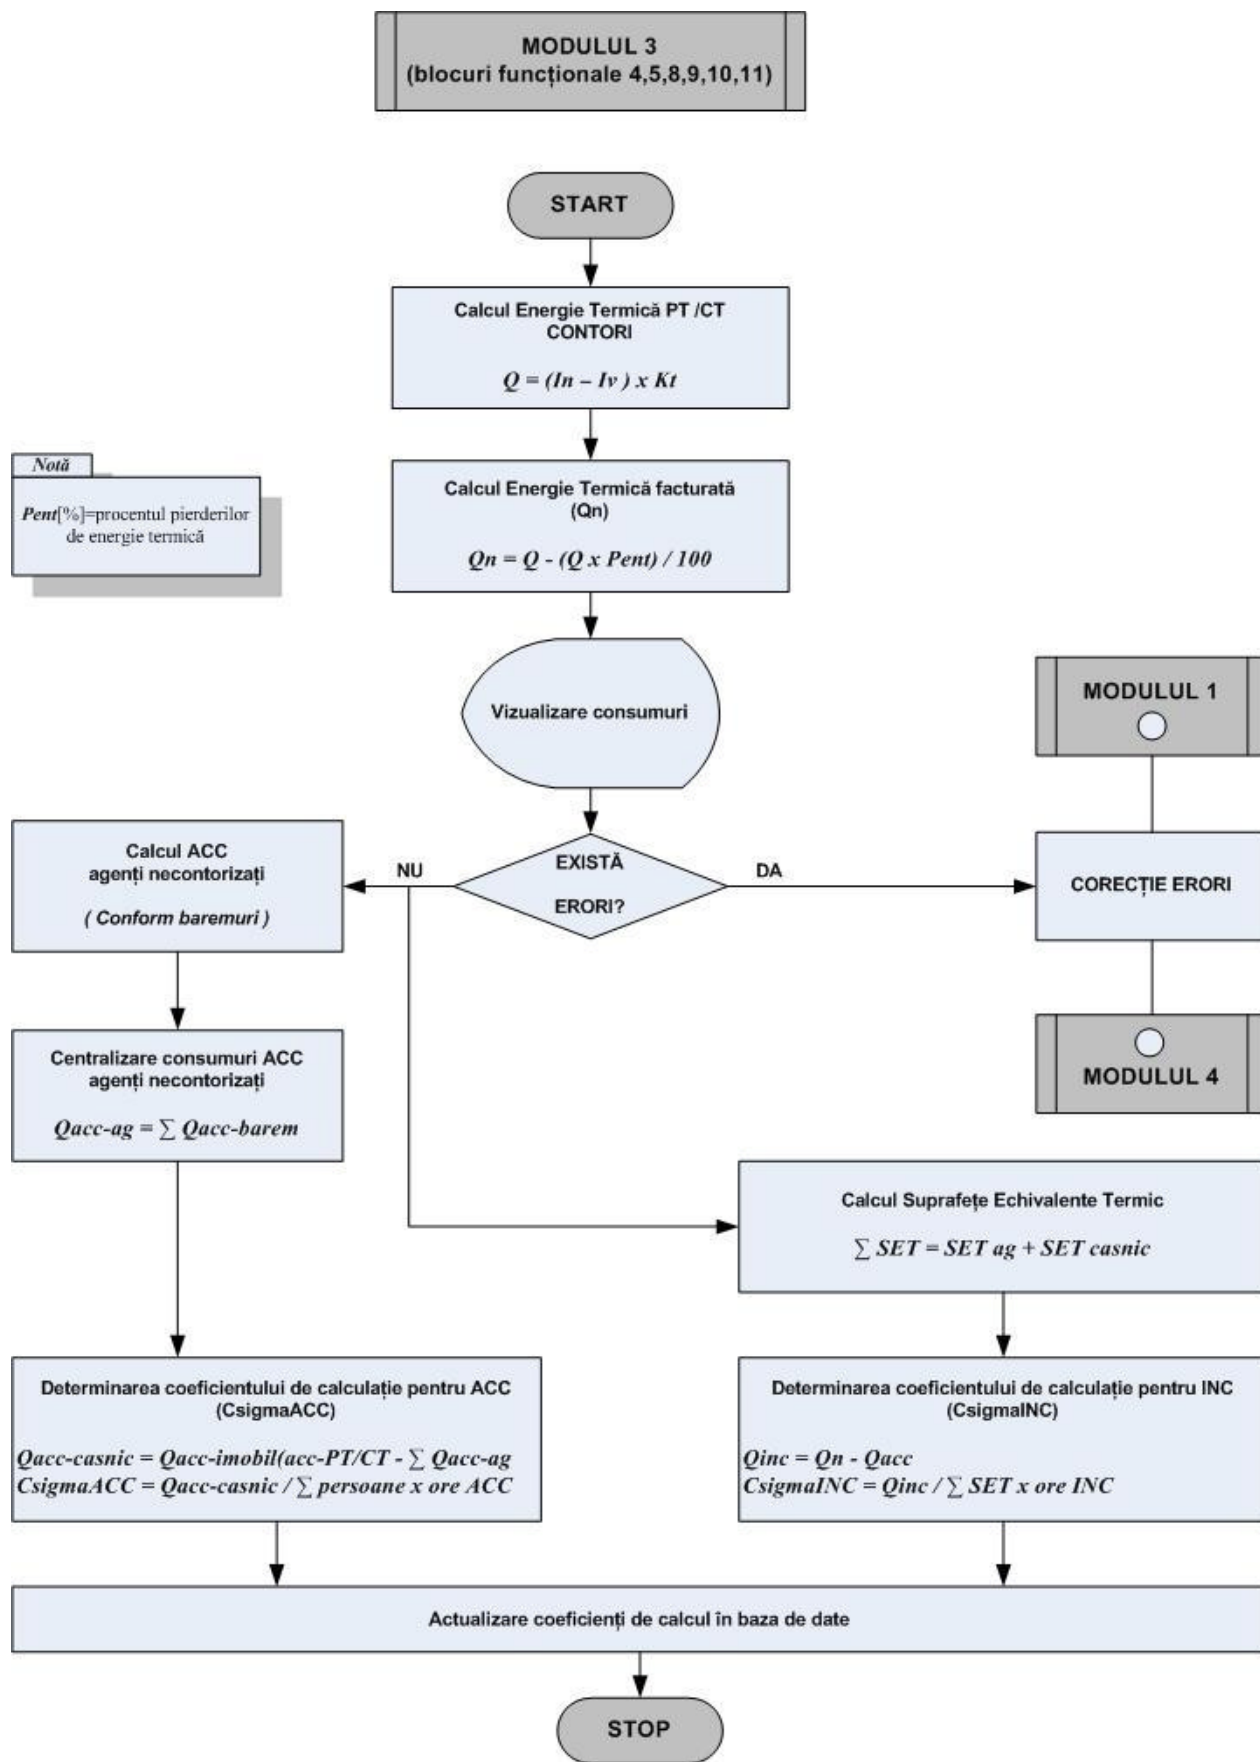 MODULUL 3
(blocuri funcționale 4,5,8,9,10,11)
START
Calcul Energie Termică PT /CT
CONTORI
Q = (In – Iv ) x Kt
Notă
Pent[%]=procentul pierderilor
de energie termică
Calcul Energie Termică facturată
(Qn)
Qn = Q - (Q x Pent) / 100
Vizualizare consumuri
MODULUL 1
EXISTĂ
ERORI?
NU
DA
CORECȚIE ERORI
MODULUL 4
Calcul ACC
agenți necontorizați
( Conform baremuri )
Centralizare consumuri ACC
agenți necontorizați
Qacc-ag = ∑ Qacc-barem
Calcul Suprafețe Echivalente Termic
∑ SET = SET ag + SET casnic
Determinarea coeficientului de calculație pentru ACC
(CsigmaACC)
Qacc-casnic = Qacc-imobil(acc-PT/CT - ∑ Qacc-ag
CsigmaACC = Qacc-casnic / ∑ persoane x ore ACC
Determinarea coeficientului de calculație pentru INC
(CsigmaINC)
Qinc = Qn - Qacc
CsigmaINC = Qinc / ∑ SET x ore INC
Actualizare coeficienți de calcul în baza de date
STOP